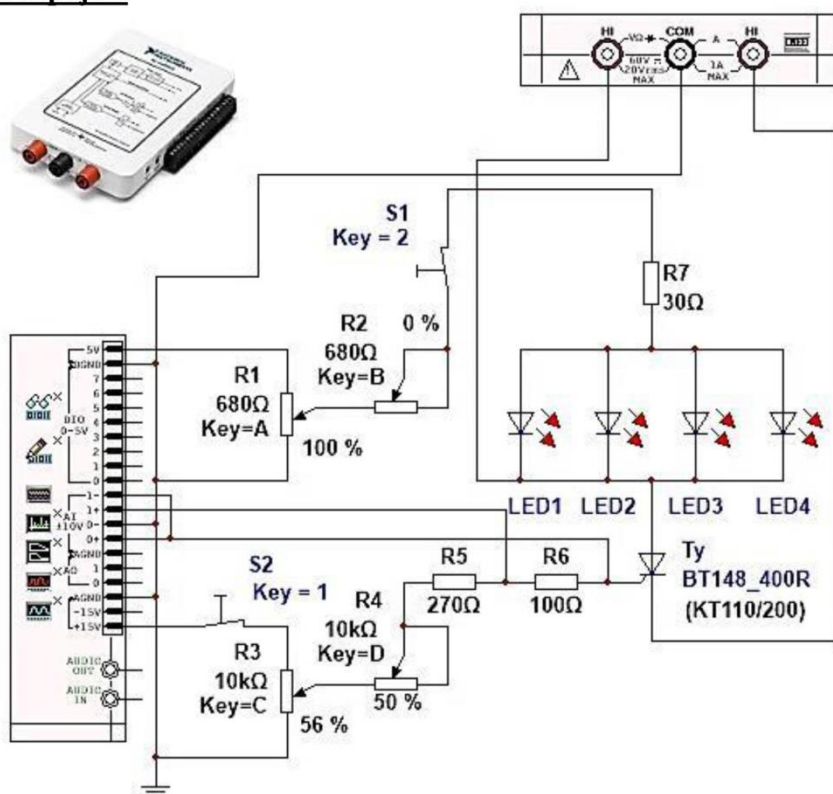 HI
COM
HI
VΩ
A
60V
20Vrms
MAX
1A
MAX
S1
Key = 2
R7
30Ω
R2
0 %
680Ω
Key=B
R1
680Ω
Key=A
100 %
5V
DGND
7
6
5
4
3
2
1
0
DIO
0-5V
1-
1+
0-
0+
AI
±10V
AGND
1
0
AO
AGND
-15V
+15V
AUDIO
OUT
AUDIO
IN
LED1
LED2
LED3
LED4
Ty
BT148_400R
(KT110/200)
R5
270Ω
R6
100Ω
S2
Key = 1
R4
10kΩ
Key=D
50 %
R3
10kΩ
Key=C
56 %